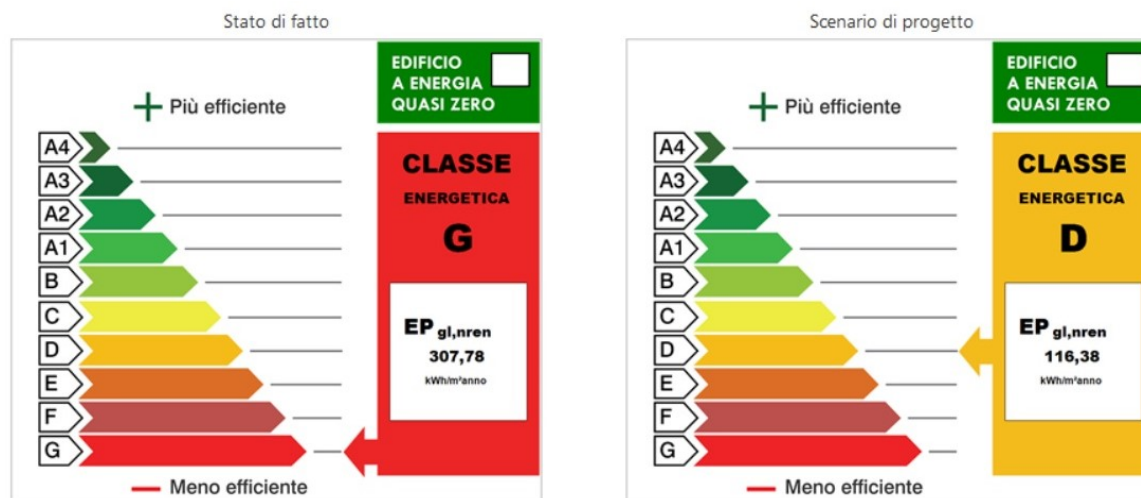 Stato di fatto
EDIFICIO
A ENERGIA
QUASI ZERO
Più efficiente
A4
A3
A2
A1
B
C
D
E
F
G
CLASSE
ENERGETICA
G
EP gl,nren
307,78
kWh/m²anno
Meno efficiente
Scenario di progetto
EDIFICIO
A ENERGIA
QUASI ZERO
Più efficiente
A4
A3
A2
A1
B
C
D
E
F
G
CLASSE
ENERGETICA
D
EP gl,nren
116,38
kWh/m²anno
Meno efficiente